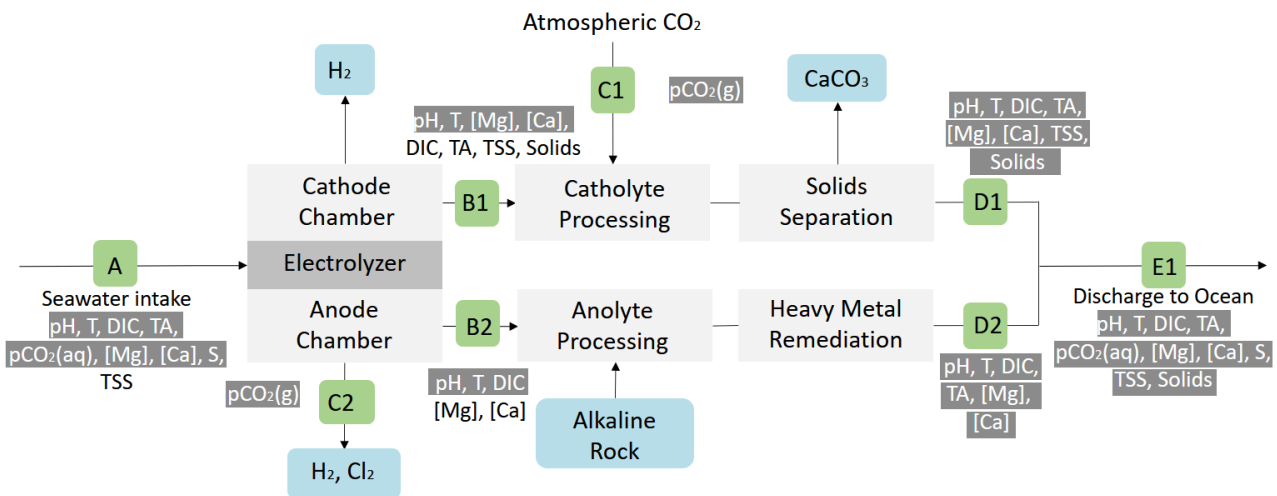 Atmospheric CO₂
H₂
C1
pCO₂(g)
CaCO₃
pH, T, DIC, TA,
[Mg], [Ca], TSS,
Solids
pH, T, [Mg], [Ca],
DIC, TA, TSS, Solids
Cathode
Chamber
B1
Catholyte
Processing
Solids
Separation
D1
A
Electrolyzer
E1
Seawater intake
pH, T, DIC, TA,
pCO₂(aq), [Mg], [Ca], S,
TSS
Anode
Chamber
B2
Anolyte
Processing
Heavy Metal
Remediation
D2
Discharge to Ocean
pH, T, DIC, TA,
pCO₂(aq), [Mg], [Ca], S,
TSS, Solids
pCO₂(g)
C2
pH, T, DIC
[Mg], [Ca]
Alkaline
Rock
pH, T, DIC,
TA, [Mg],
[Ca]
H₂, Cl₂